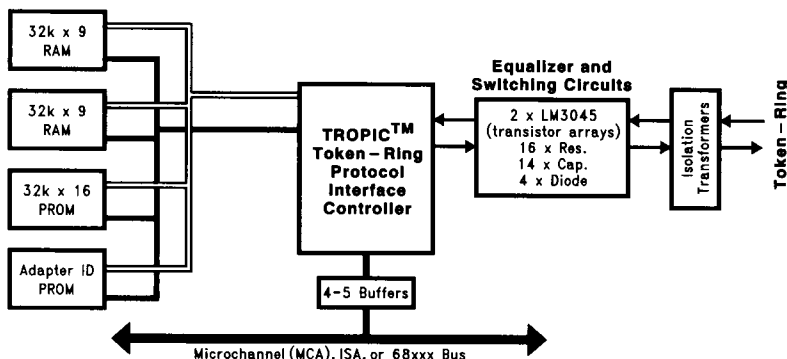 32k x 9
RAM
32k x 9
RAM
32k x 16
PROM
Adapter ID
PROM
TROPIC™
Token–Ring
Protocol
Interface
Controller
4–5 Buffers
Equalizer and
Switching Circuits
2 x LM3045
(transistor arrays)
16 x Res.
14 x Cap.
4 x Diode
Isolation
Transformers
Token–Ring
Microchannel (MCA), ISA, or 68xxx Bus